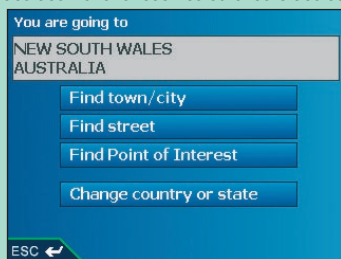 You are going to
NEW SOUTH WALES
AUSTRALIA
Find town/city
Find street
Find Point of Interest
Change country or state
ESC